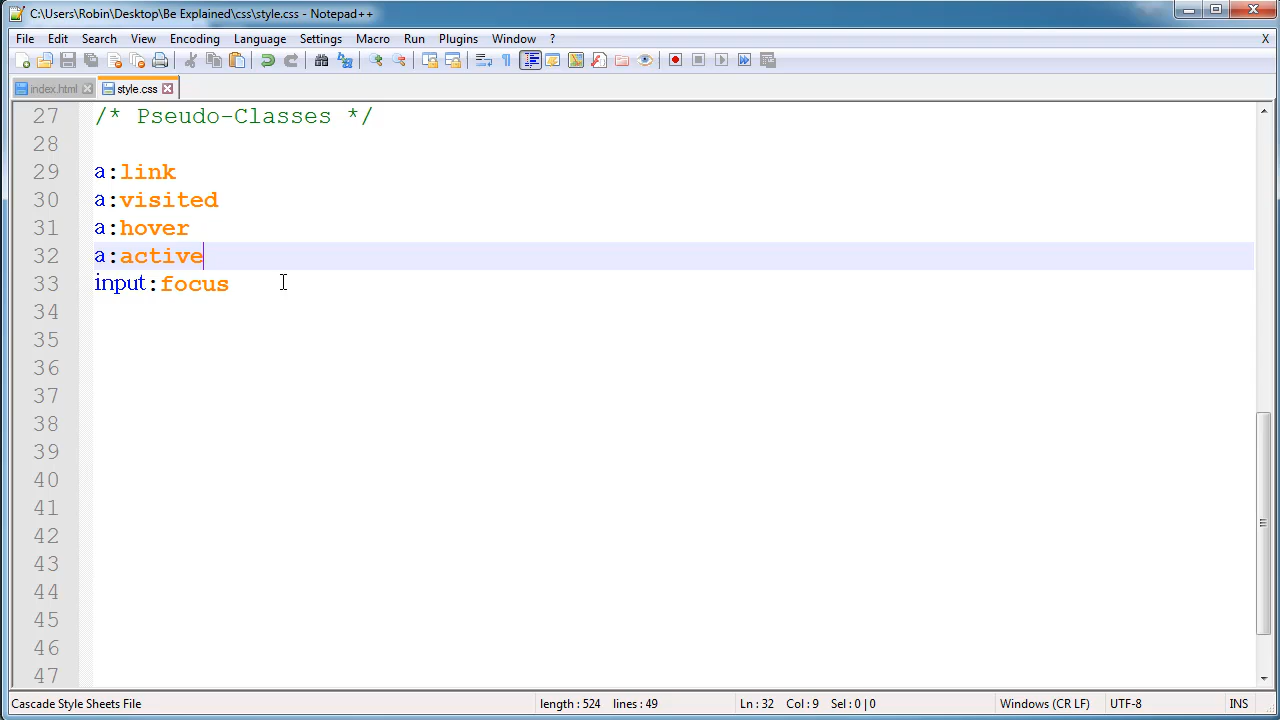 C:\Users\Robin\Desktop\Be Explained\css\style.css - Notepad++
File Edit Search View Encoding Language Settings Macro Run Plugins Window ? X
index.html style.css
27 /* Pseudo-Classes */
28
29 a:link
30 a:visited
31 a:hover
32 a:active
33 input:focus
34
35
36
37
38
39
40
41
42
43
44
45
46
47
Cascade Style Sheets File length : 524 lines : 49 Ln : 32 Col : 9 Sel : 0 | 0 Windows (CR LF) UTF-8 INS